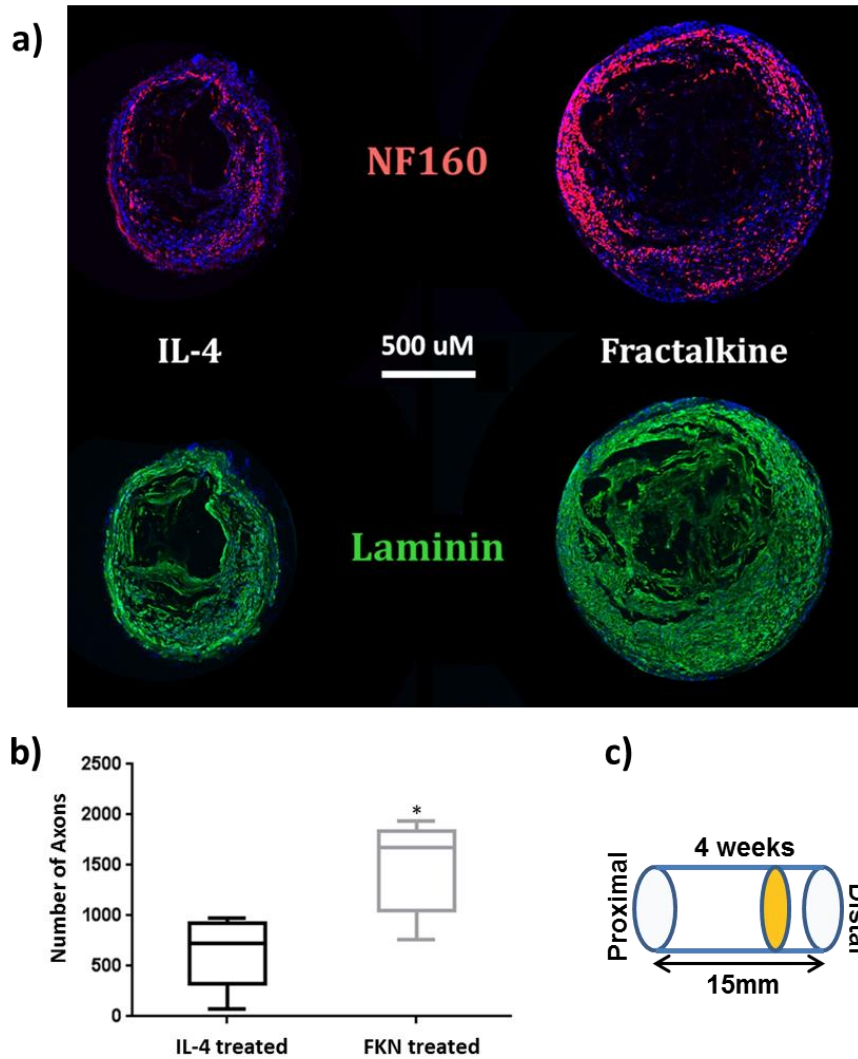 a)
NF160
IL-4
500 uM
Fractalkine
Laminin
b)
2500
2000
1500
1000
500
0
Number of Axons
*
IL-4 treated
FKN treated
c)
4 weeks
Proximal
Distal
15mm